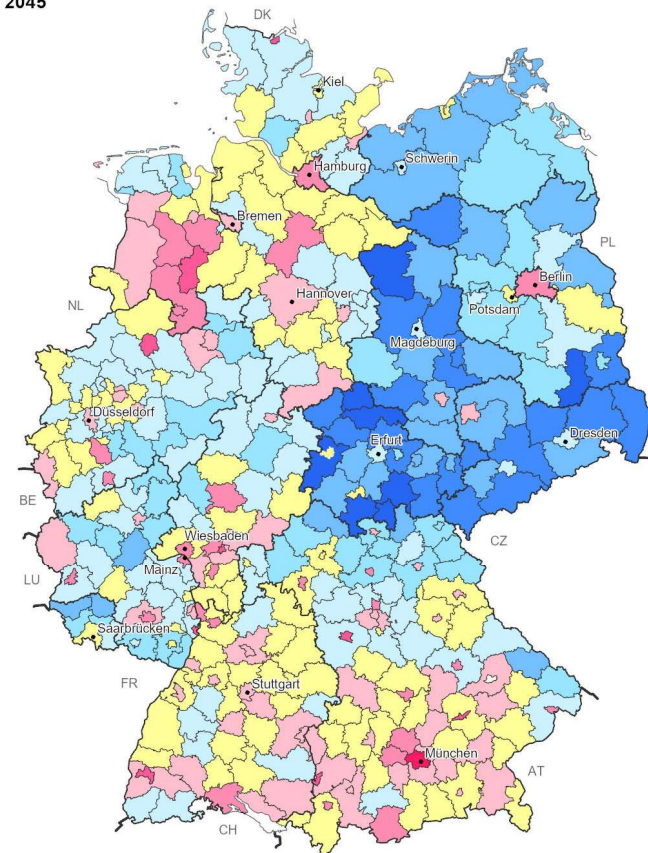 2045
DK
Kiel
Hamburg
Schwerin
Bremen
PL
Berlin
Potsdam
Hannover
NL
Magdeburg
Düsseldorf
Erfurt
Dresden
BE
Wiesbaden
CZ
Mainz
LU
Saarbrücken
FR
Stuttgart
München
AT
CH